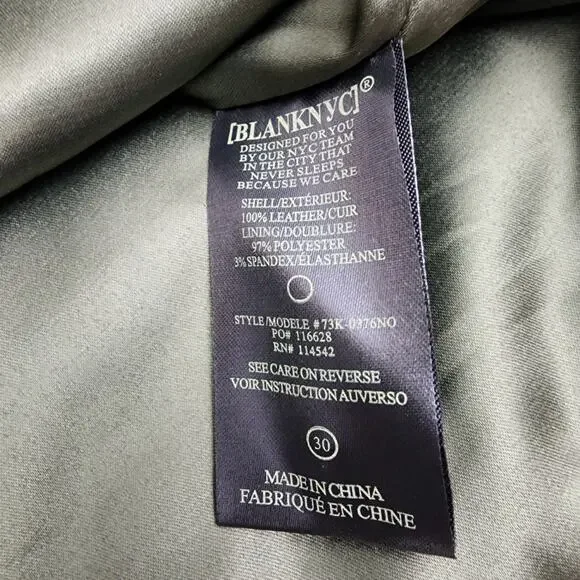 [BLANKNYC]®
DESIGNED FOR YOU
BY OUR NYC TEAM
IN THE CITY THAT
NEVER SLEEPS
BECAUSE WE CARE
SHELL/EXTÉRIEUR:
100% LEATHER/CUIR
LINING/DOUBLURE:
97% POLYESTER
3% SPANDEX/ÉLASTHANNE
STYLE/MODELE #73K-0376NO
PO# 116628
RN# 114542
SEE CARE ON REVERSE
VOIR INSTRUCTION AUVERSO
30
MADE IN CHINA
FABRIQUÉ EN CHINE